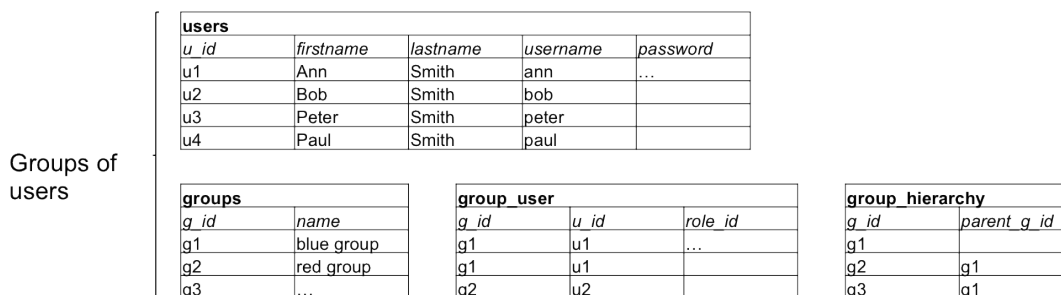 Groups of
users
users
u_id firstname lastname username password
u1 Ann Smith ann ...
u2 Bob Smith bob
u3 Peter Smith peter
u4 Paul Smith paul
groups
g_id name
g1 blue group
g2 red group
g3 ...
group_user
g_id u_id role_id
g1 u1 ...
g1 u1
g2 u2
group_hierarchy
g_id parent_g_id
g1
g2 g1
g3 g1